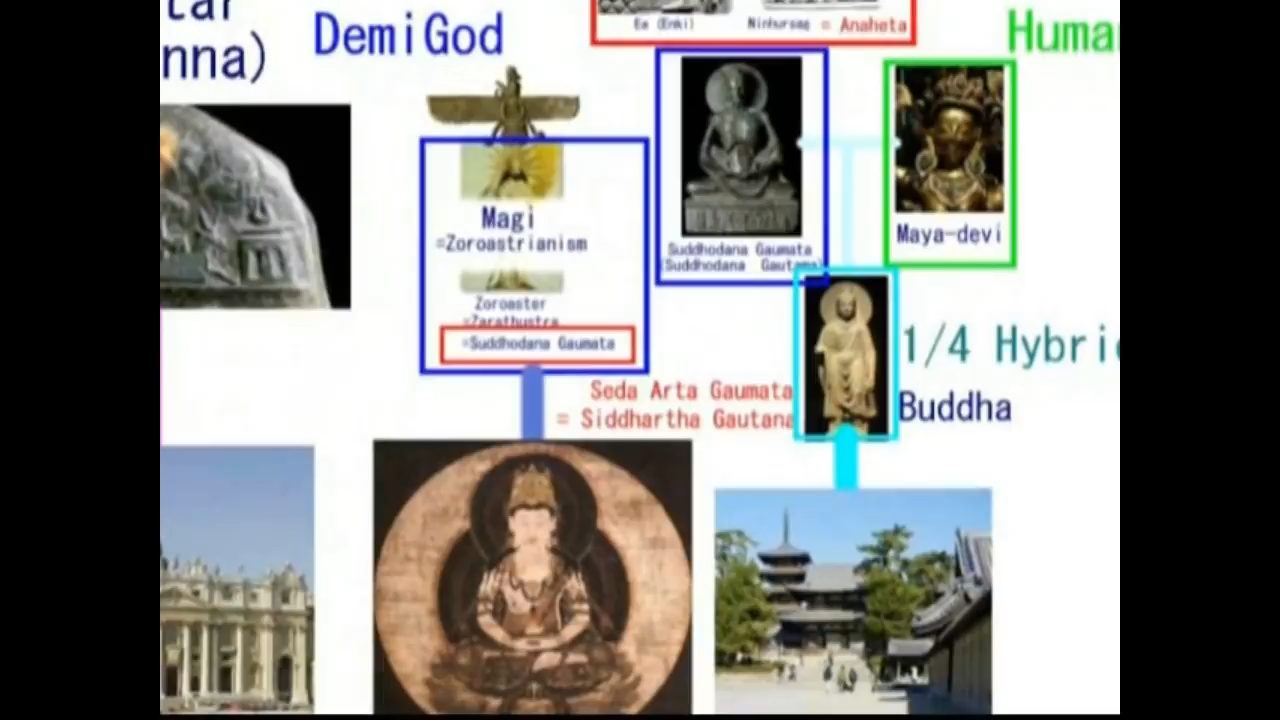 tar
nna)
DemiGod
Ea (Enki)
Ninhursag = Anaheta
Huma
Magi
=Zoroastrianism
Zoroaster
=Zarathustra
=Suddhodana Gaumata
Suddhodana Gaumata
(Suddhodana Gautama)
Maya-devi
1/4 Hybri
Buddha
Seda Arta Gaumata
= Siddhartha Gautana